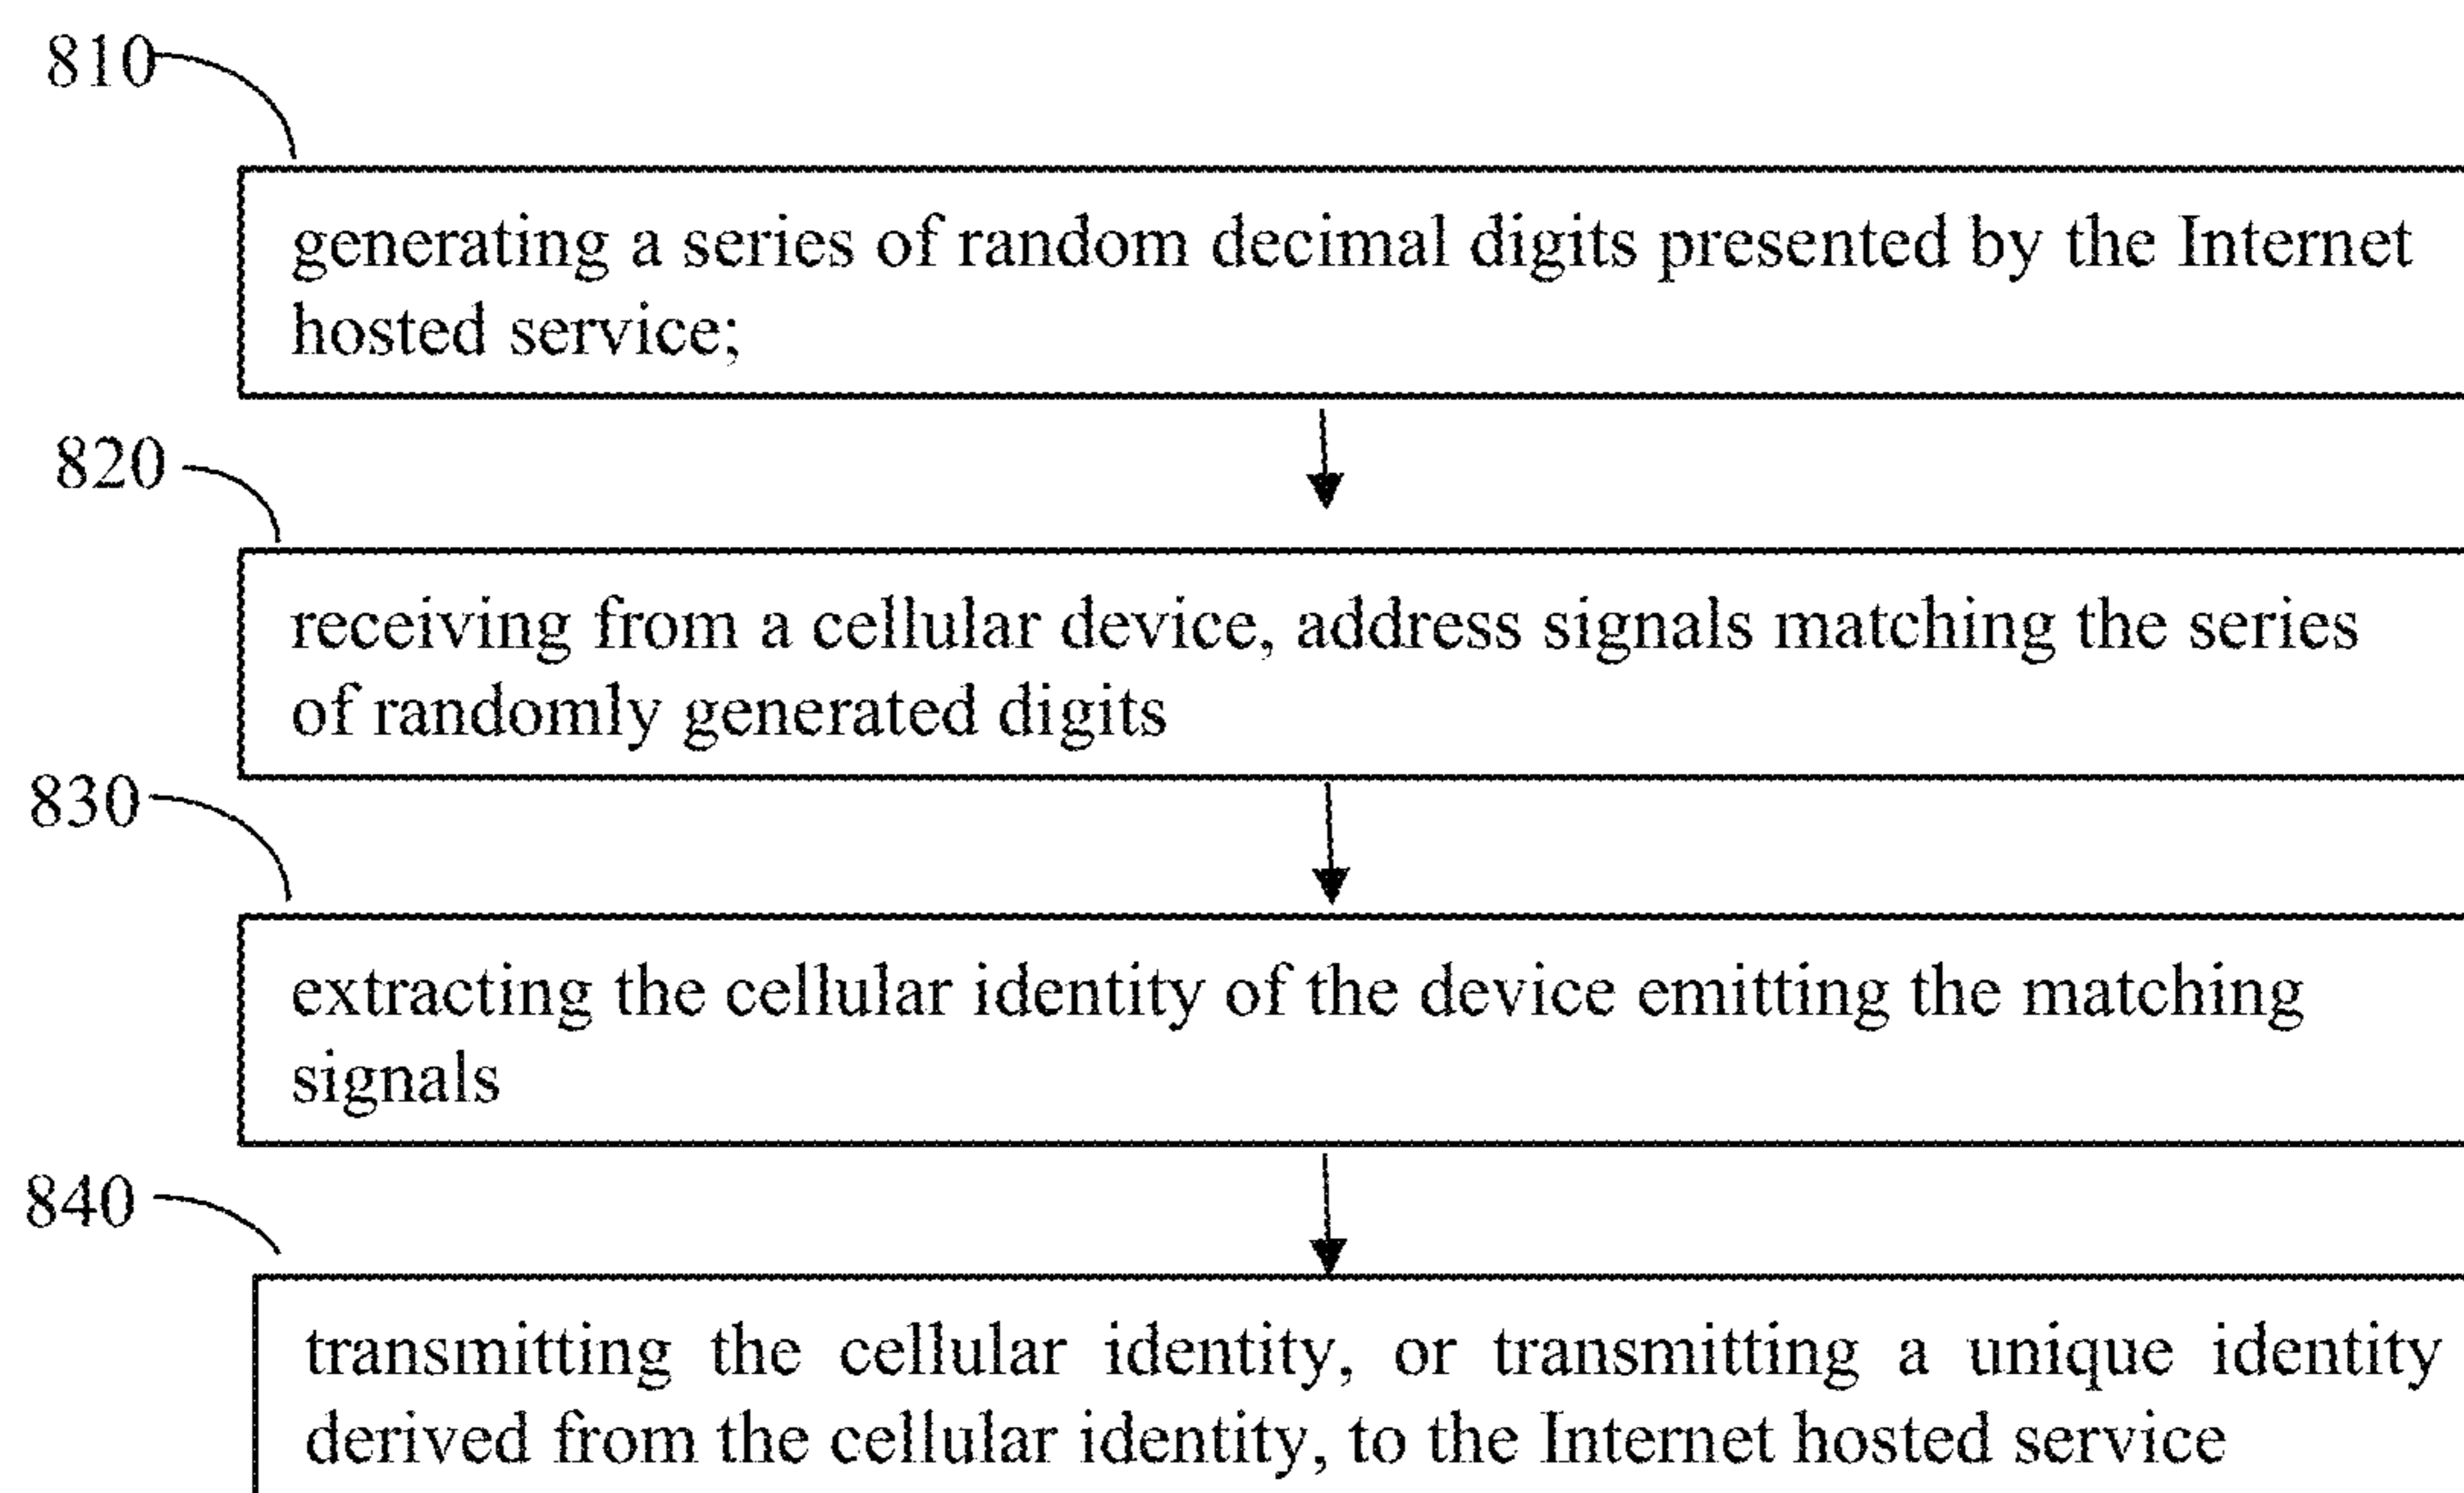 810
generating a series of random decimal digits presented by the Internet
hosted service;
820
receiving from a cellular device, address signals matching the series
of randomly generated digits
830
extracting the cellular identity of the device emitting the matching
signals
840
transmitting the cellular identity, or transmitting a unique identity
derived from the cellular identity, to the Internet hosted service